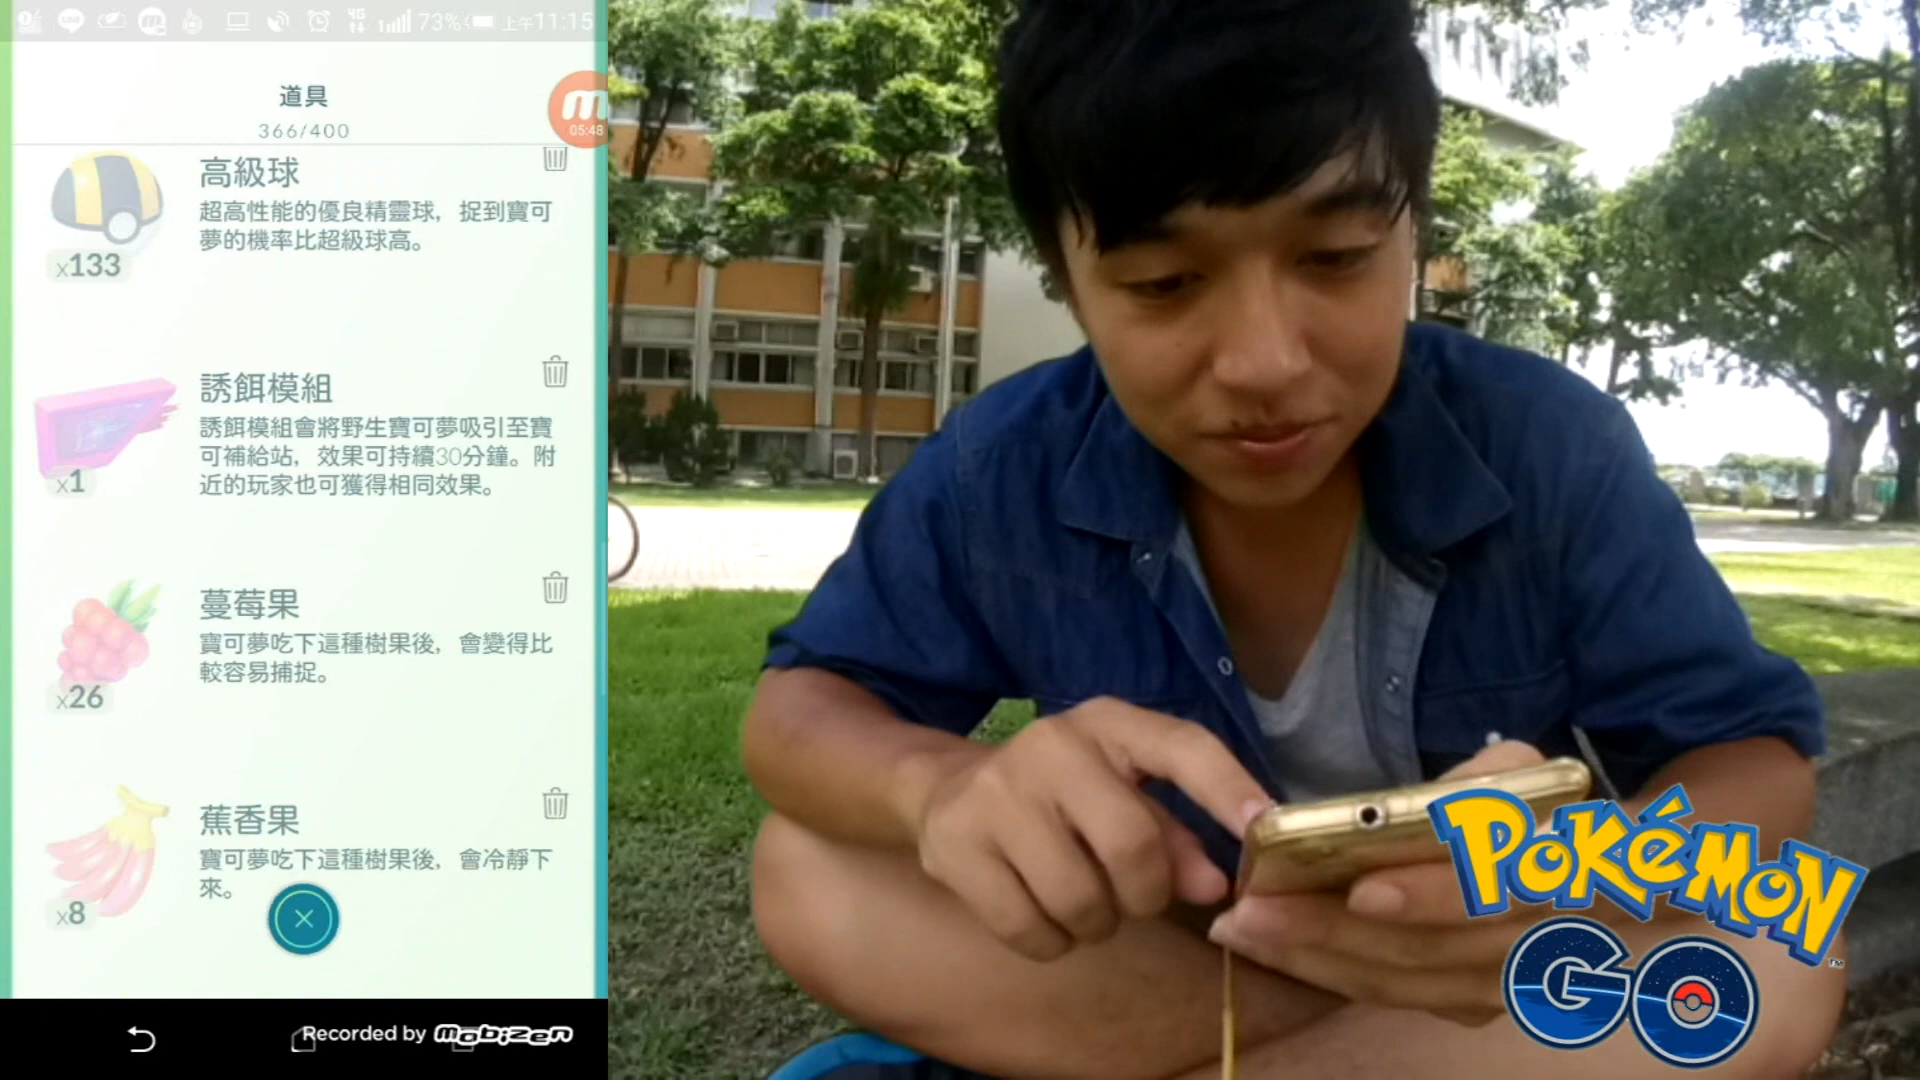 4G 73% 上午11:15
道具
366/400
05:48
高級球
超高性能的優良精靈球，捉到寶可
夢的機率比超級球高。
x133
誘餌模組
誘餌模組會將野生寶可夢吸引至寶
可補給站，效果可持續30分鐘。附
近的玩家也可獲得相同效果。
x1
蔓莓果
寶可夢吃下這種樹果後，會變得比
較容易捕捉。
x26
蕉香果
寶可夢吃下這種樹果後，會冷靜下
來。
x8
Recorded by mobizen
POKéMON
GO
TM